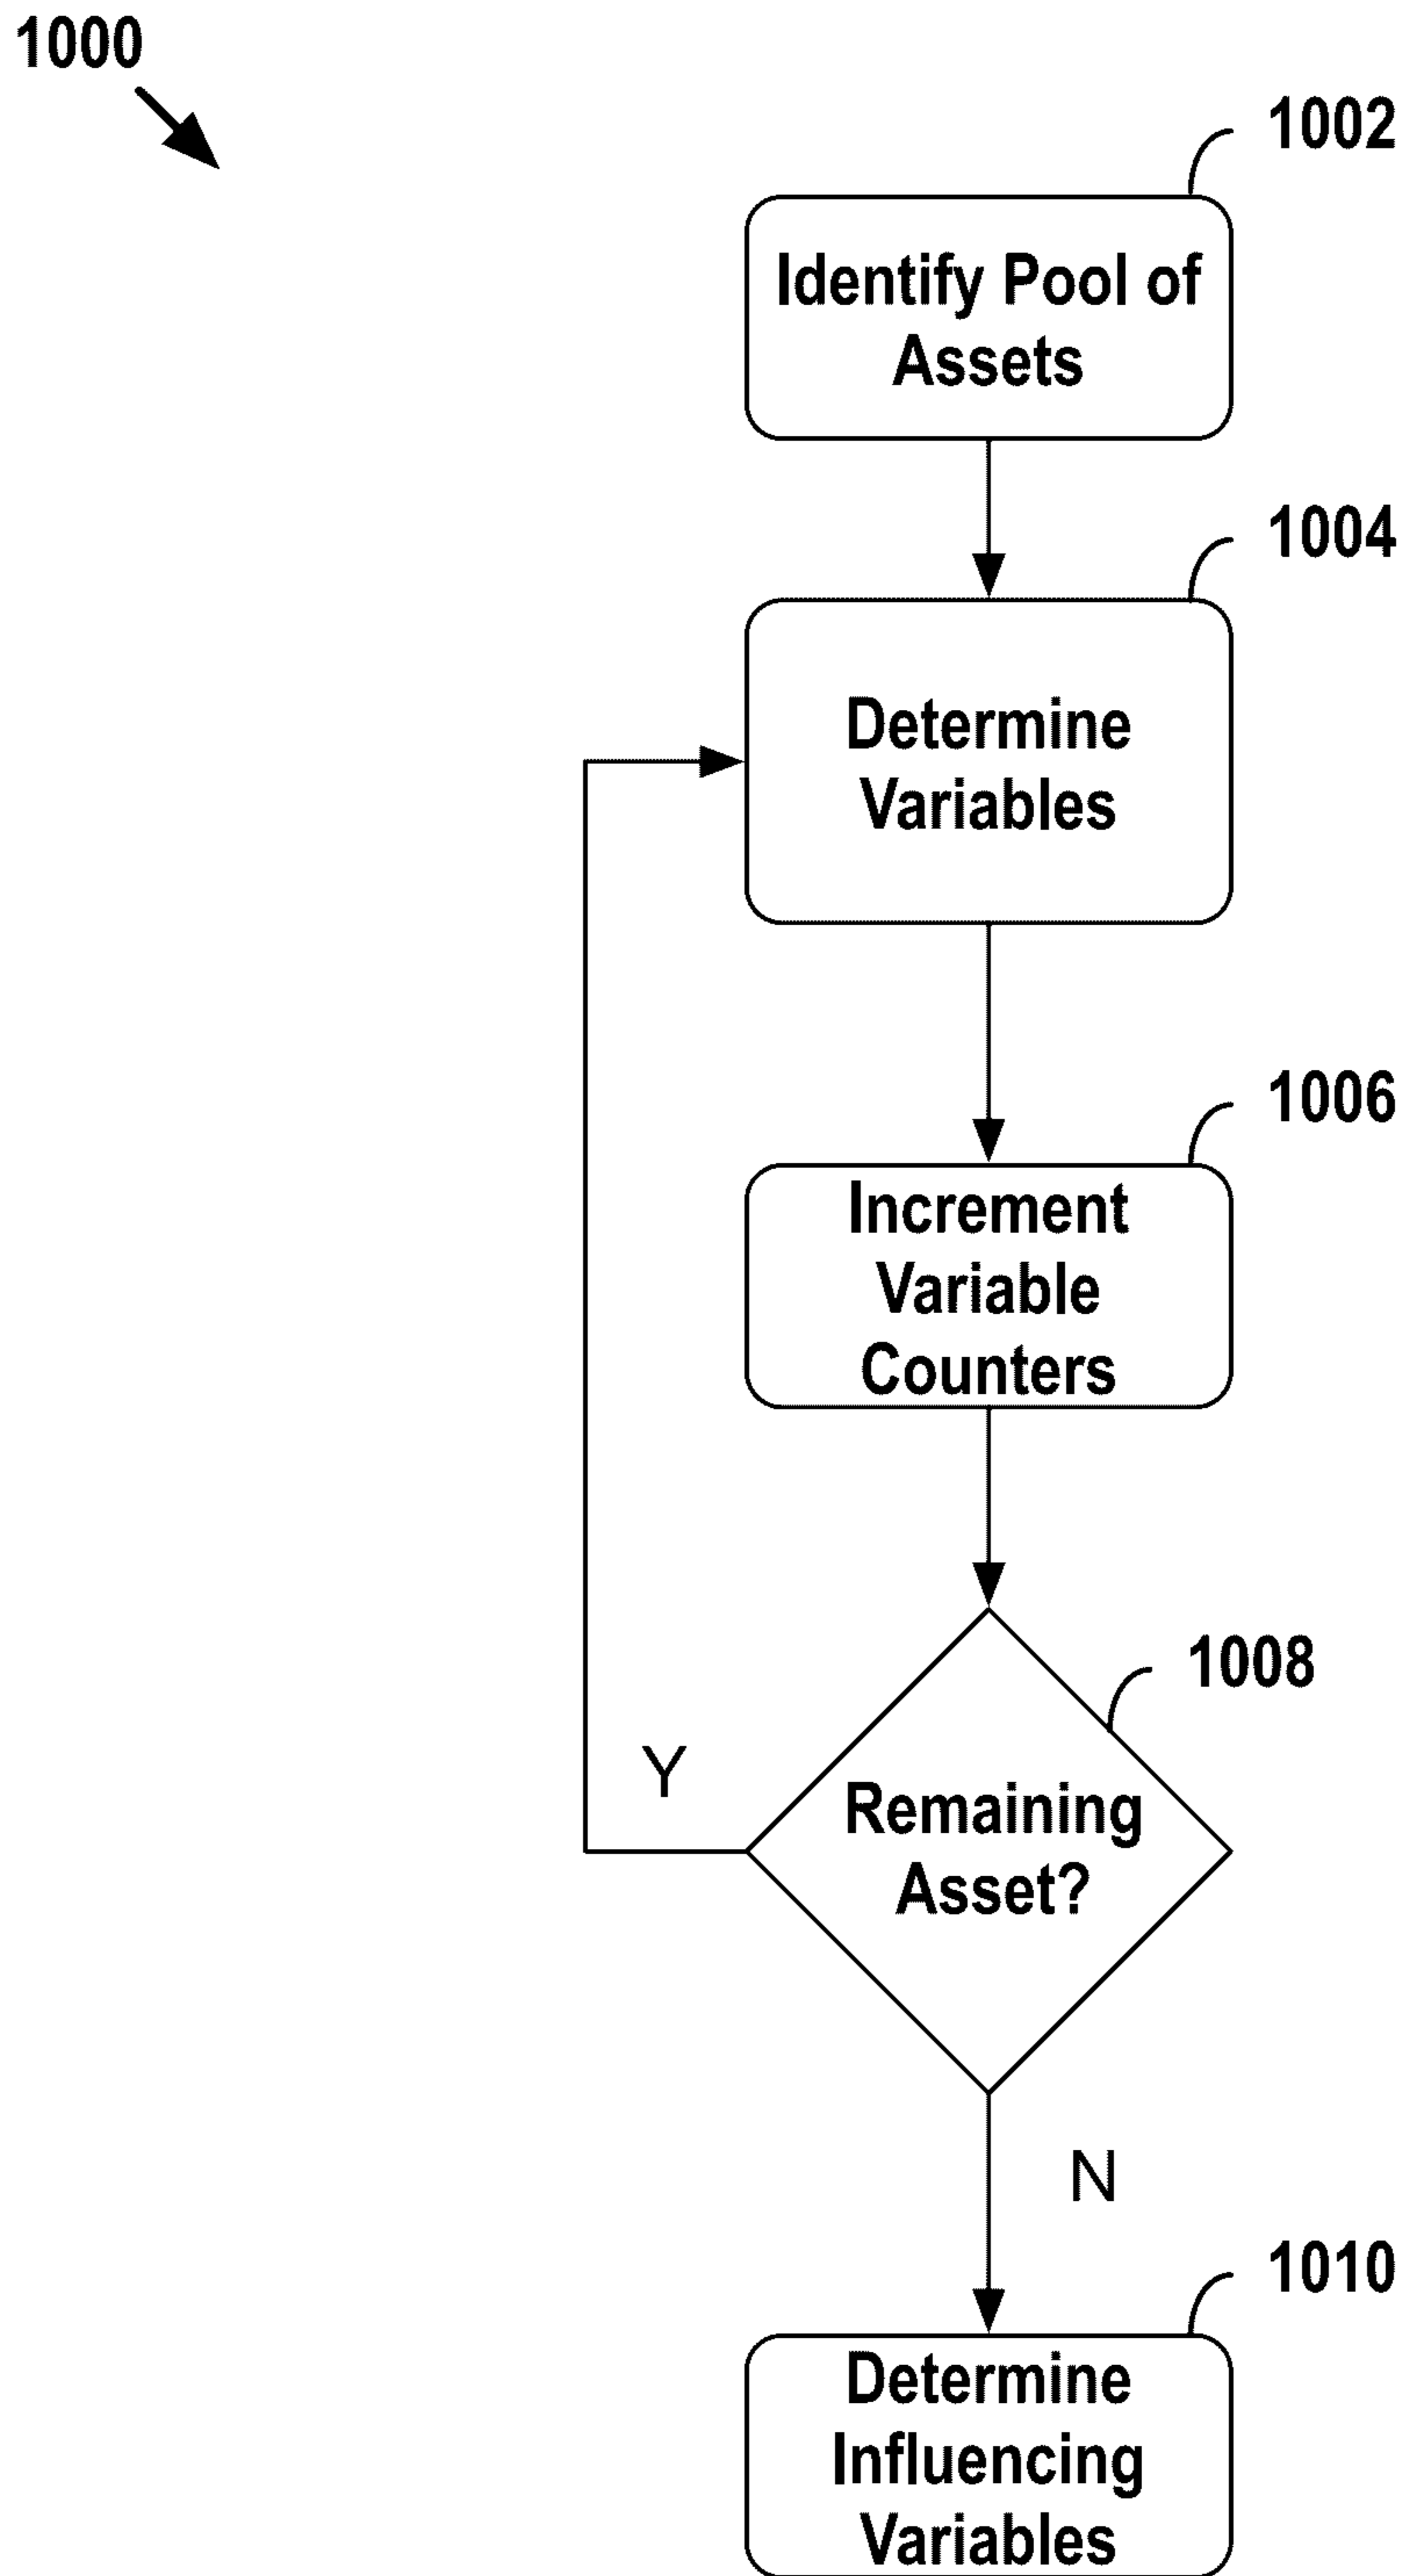 1000
1002
Identify Pool of
Assets
1004
Determine
Variables
1006
Increment
Variable
Counters
1008
Y
Remaining
Asset?
N
1010
Determine
Influencing
Variables